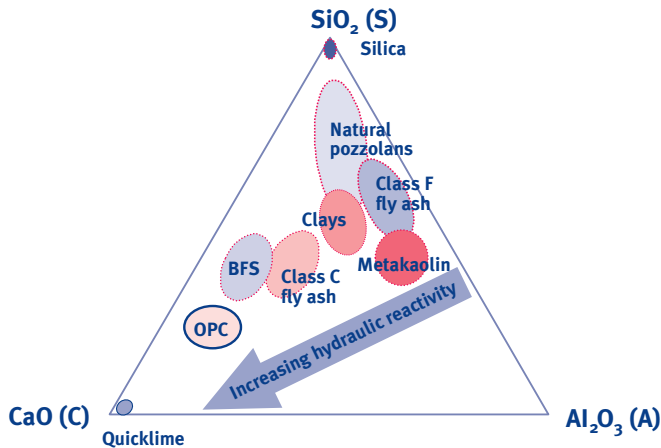 SiO₂ (S)
Silica
Natural
pozzolans
Class F
fly ash
Clays
BFS
Class C
fly ash
Metakaolin
OPC
Increasing hydraulic reactivity
CaO (C)
Al₂O₃ (A)
Quicklime